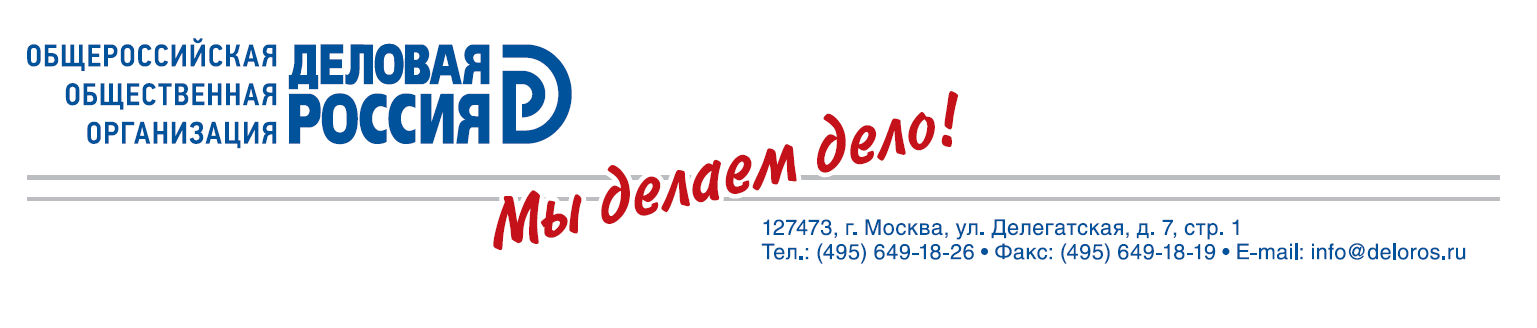 ОБЩЕРОССИЙСКАЯ
ОБЩЕСТВЕННАЯ
ОРГАНИЗАЦИЯ
ДЕЛОВАЯ
РОССИЯ
Мы делаем дело!
127473, г. Москва, ул. Делегатская, д. 7, стр. 1
Тел.: (495) 649-18-26 • Факс: (495) 649-18-19 • E-mail: info@deloros.ru